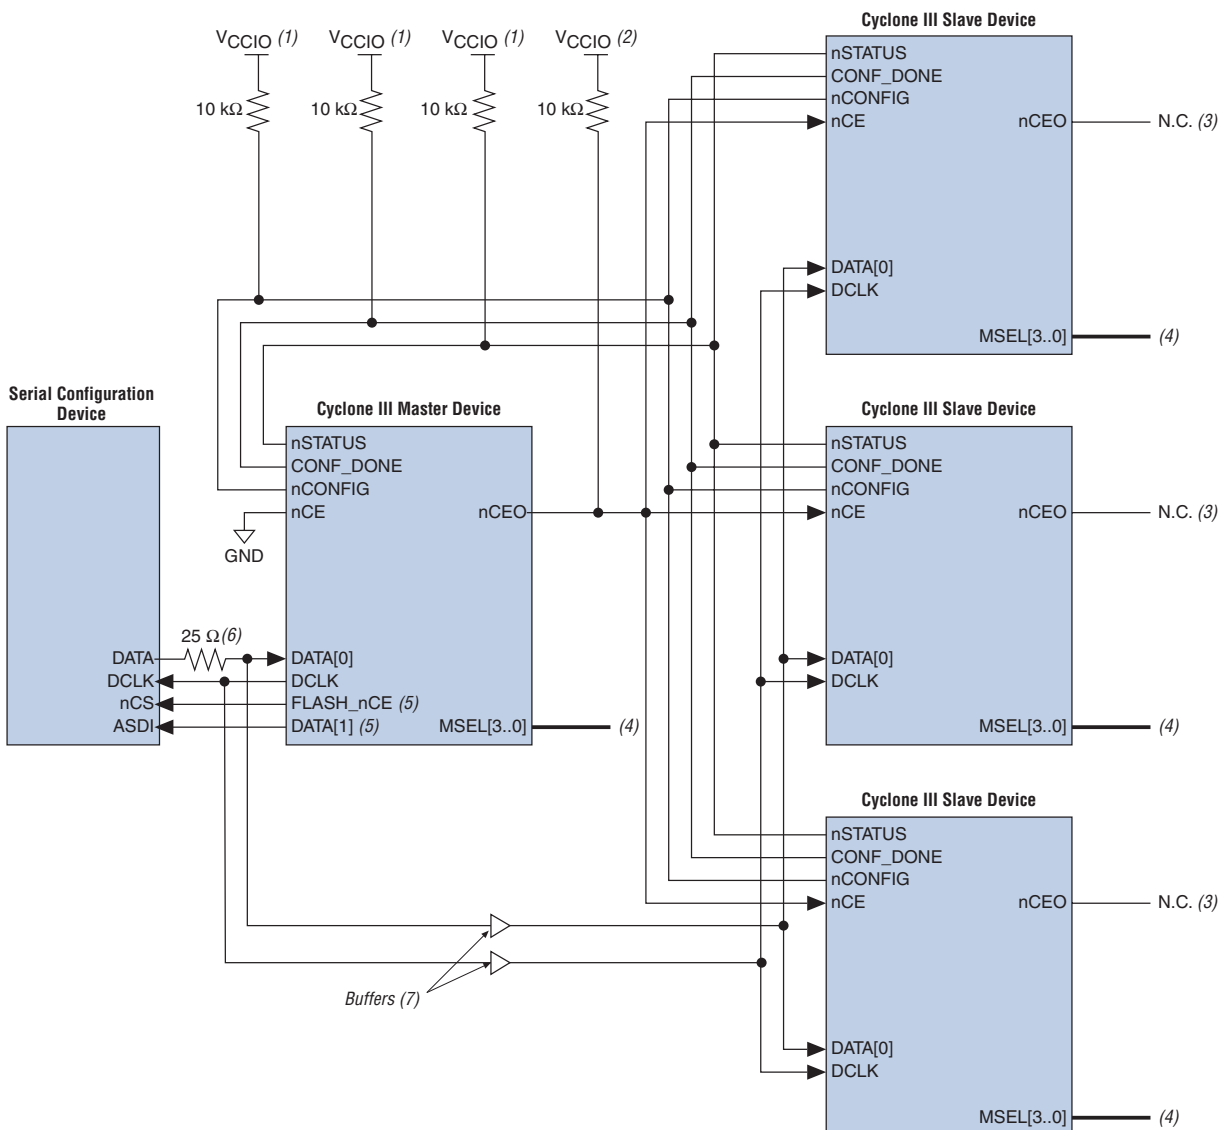 Cyclone III Slave Device
VCCIO (1) VCCIO (1) VCCIO (1) VCCIO (2)
10 kΩ 10 kΩ 10 kΩ 10 kΩ
nSTATUS
CONF_DONE
nCONFIG
nCE nCEO N.C. (3)
DATA[0]
DCLK
MSEL[3..0] (4)
Serial Configuration
Device
DATA
DCLK
nCS
ASDI
25 Ω (6)
Cyclone III Master Device
nSTATUS
CONF_DONE
nCONFIG
nCE nCEO
GND
DATA[0]
DCLK
FLASH_nCE (5)
DATA[1] (5) MSEL[3..0] (4)
Cyclone III Slave Device
nSTATUS
CONF_DONE
nCONFIG
nCE nCEO N.C. (3)
DATA[0]
DCLK
MSEL[3..0] (4)
Buffers (7)
Cyclone III Slave Device
nSTATUS
CONF_DONE
nCONFIG
nCE nCEO N.C. (3)
DATA[0]
DCLK
MSEL[3..0] (4)